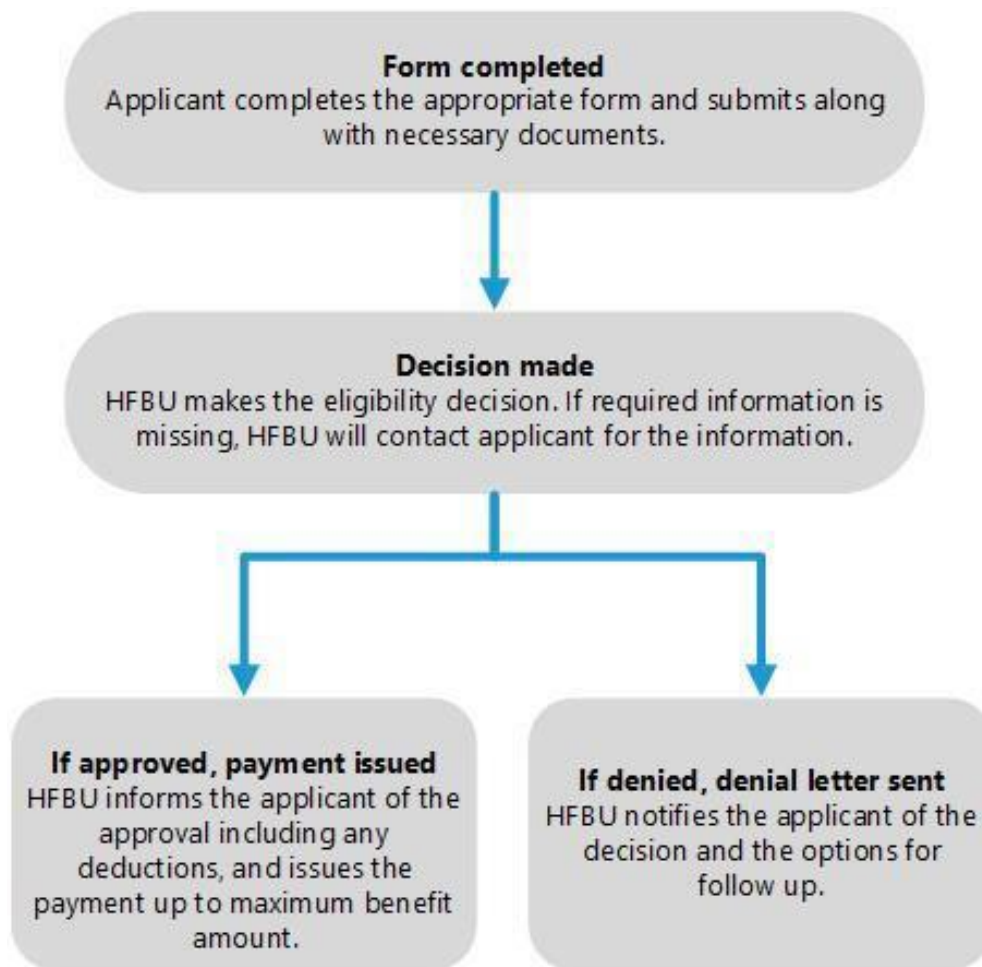 Form completed
Applicant completes the appropriate form and submits along
with necessary documents.
Decision made
HFBU makes the eligibility decision. If required information is
missing, HFBU will contact applicant for the information.
If approved, payment issued
HFBU informs the applicant of the
approval including any
deductions, and issues the
payment up to maximum benefit
amount.
If denied, denial letter sent
HFBU notifies the applicant of the
decision and the options for
follow up.